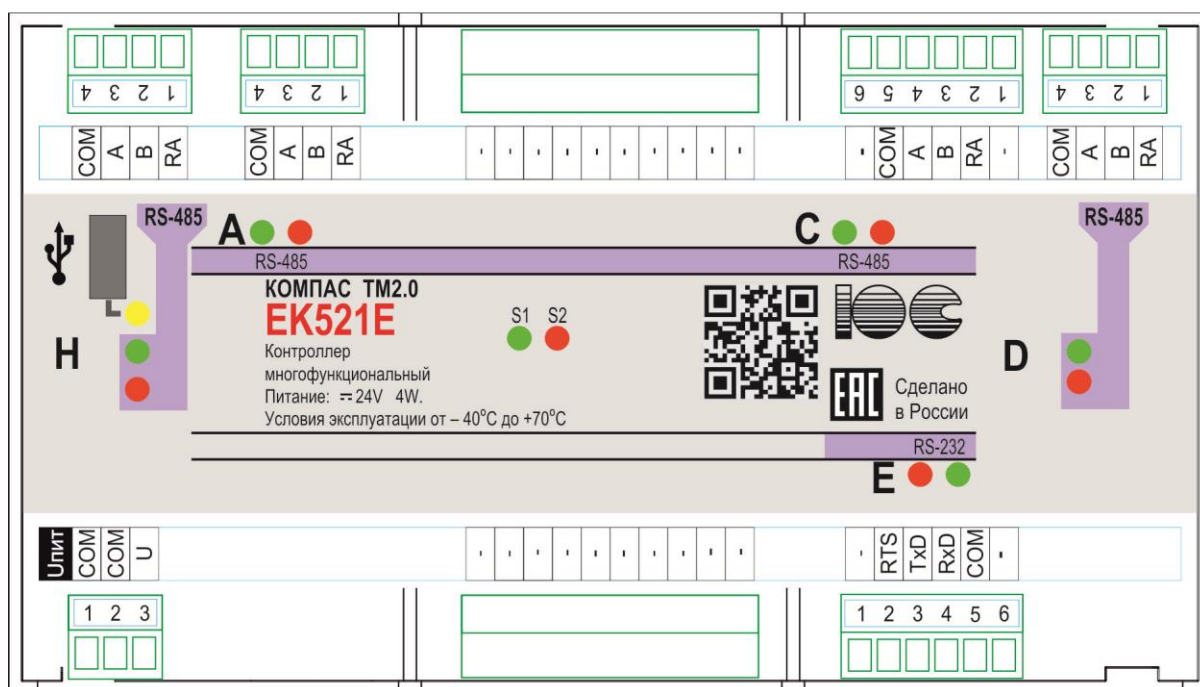 4 3 2 1
4 3 2 1
6 5 4 3 2 1
4 3 2 1
COM A B RA
COM A B RA
- - - - - - - - - -
- COM A B RA -
COM A B RA
RS-485
A
C
RS-485
RS-485
RS-485
КОМПАС ТМ2.0
EK521E
S1 S2
Контроллер
многофункциональный
Питание: ⎓24V 4W.
Условия эксплуатации от – 40°С до +70°С
H
D
EAC
Сделано
в России
RS-232
E
Uпит COM COM U
- - - - - - - - - -
- RTS TxD RxD COM -
1 2 3
1 2 3 4 5 6